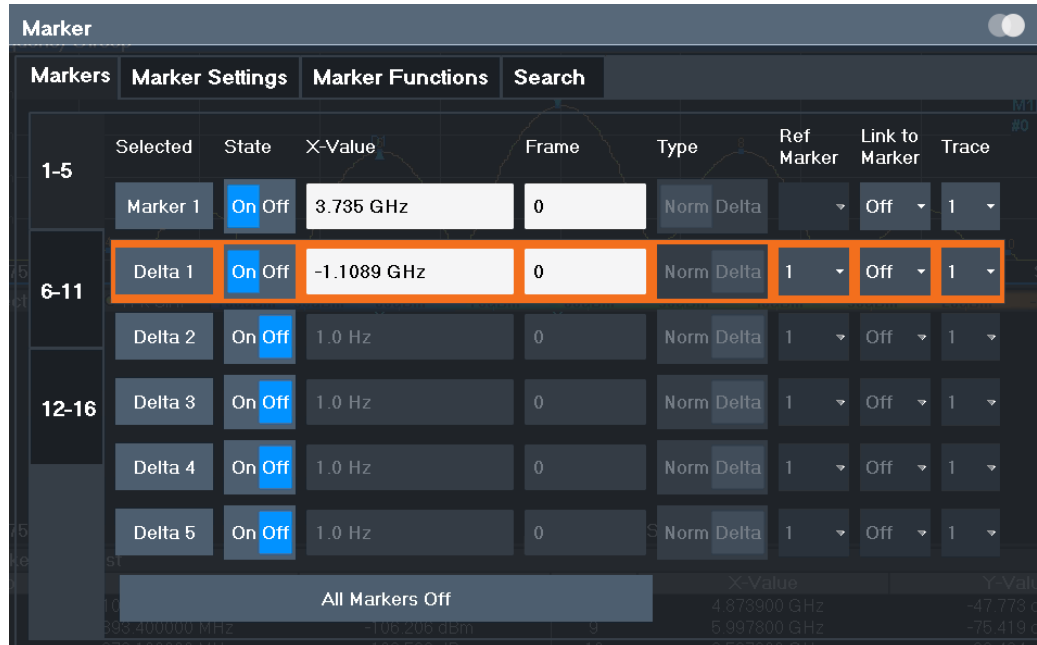 Marker
Markers Marker Settings Marker Functions Search
M1
#0
Selected State X-Value Frame Type Ref Marker Link to Marker Trace
1-5
Marker 1 On Off 3.735 GHz 0 Norm Delta Off 1
Delta 1 On Off -1.1089 GHz 0 Norm Delta 1 Off 1
6-11
Delta 2 On Off 1.0 Hz 0 Norm Delta 1 Off 1
12-16
Delta 3 On Off 1.0 Hz 0 Norm Delta 1 Off 1
Delta 4 On Off 1.0 Hz 0 Norm Delta 1 Off 1
Delta 5 On Off 1.0 Hz 0 Norm Delta 1 Off 1
X-Value
All Markers Off
4.873900 GHz -47.773
393.400000 MHz -106.206 dBm 9 5.997800 GHz -75.419